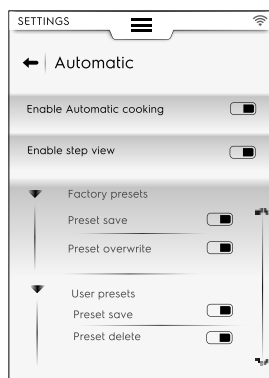 SETTINGS
Automatic
Enable Automatic cooking
Enable step view
Factory presets
Preset save
Preset overwrite
User presets
Preset save
Preset delete